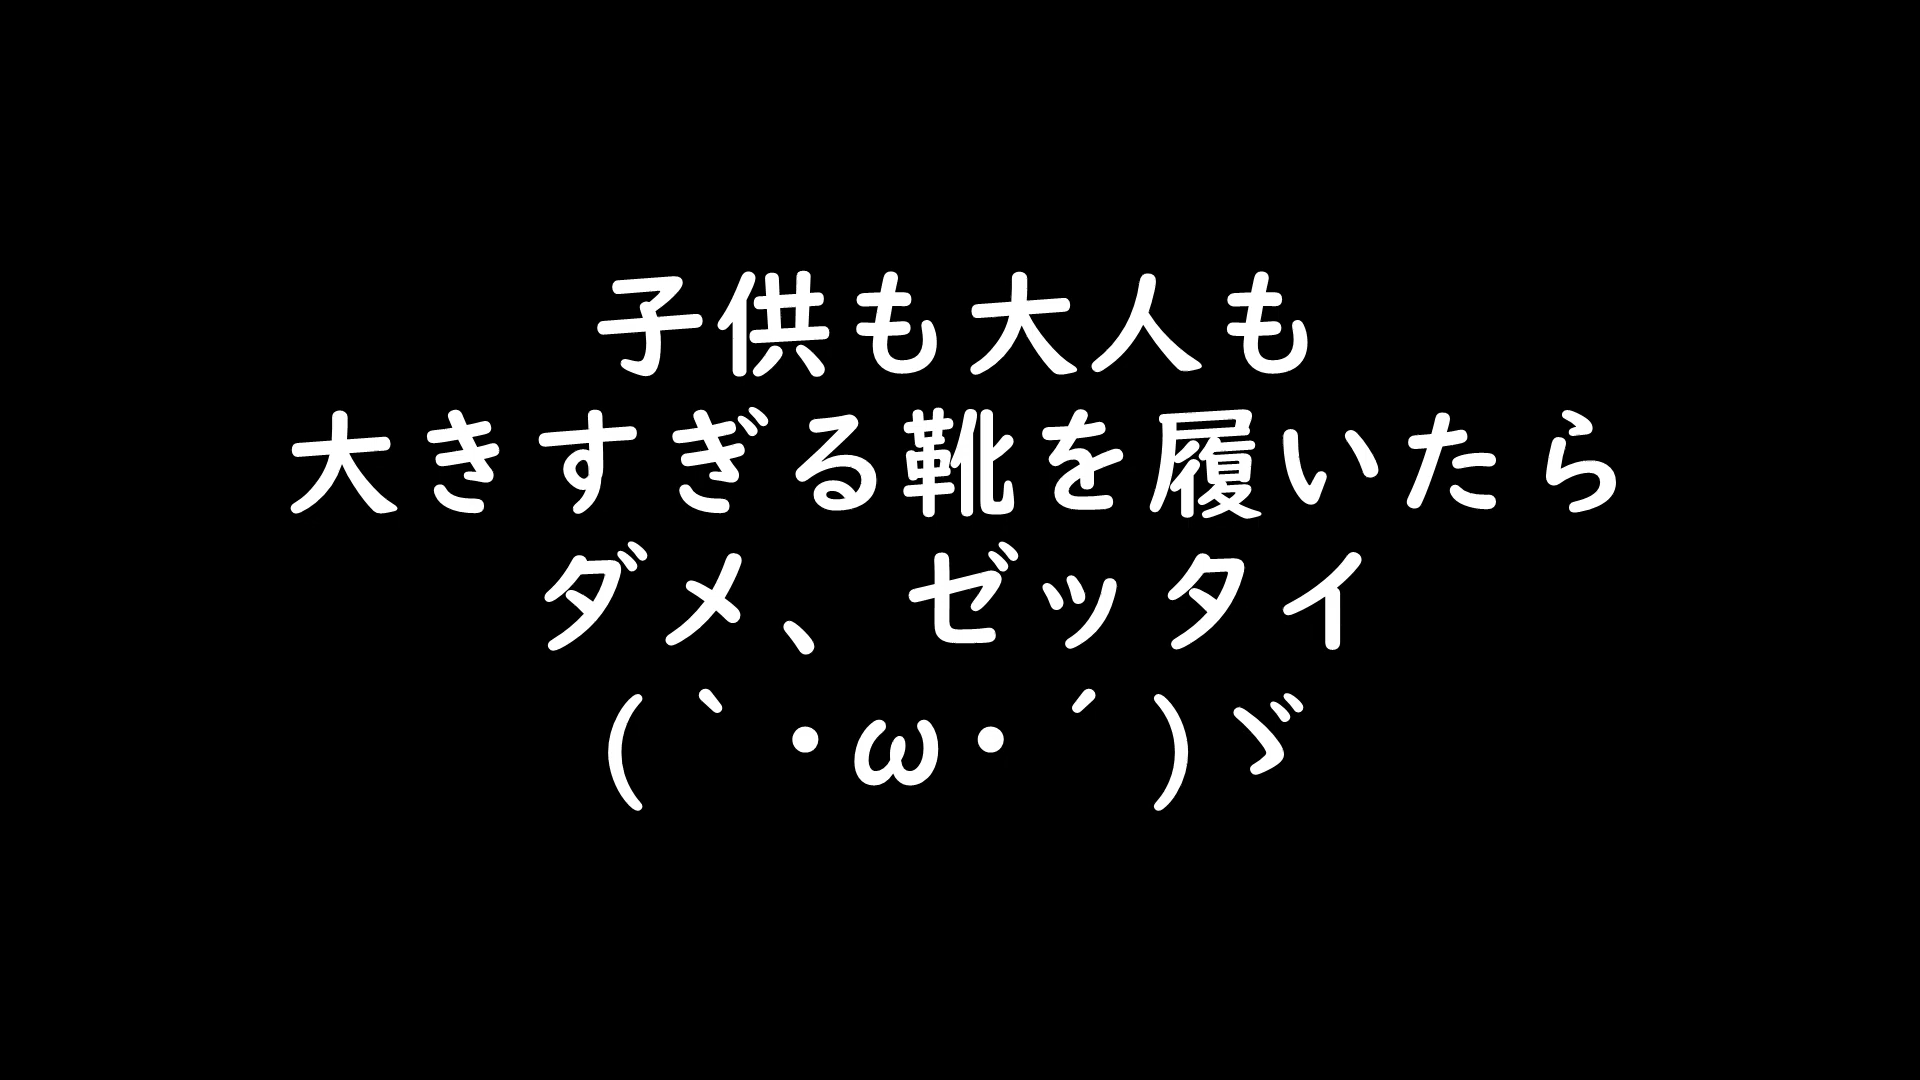 子供も大人も
大きすぎる靴を履いたら
ダメ、ゼッタイ
(｀・ω・´)ゞ